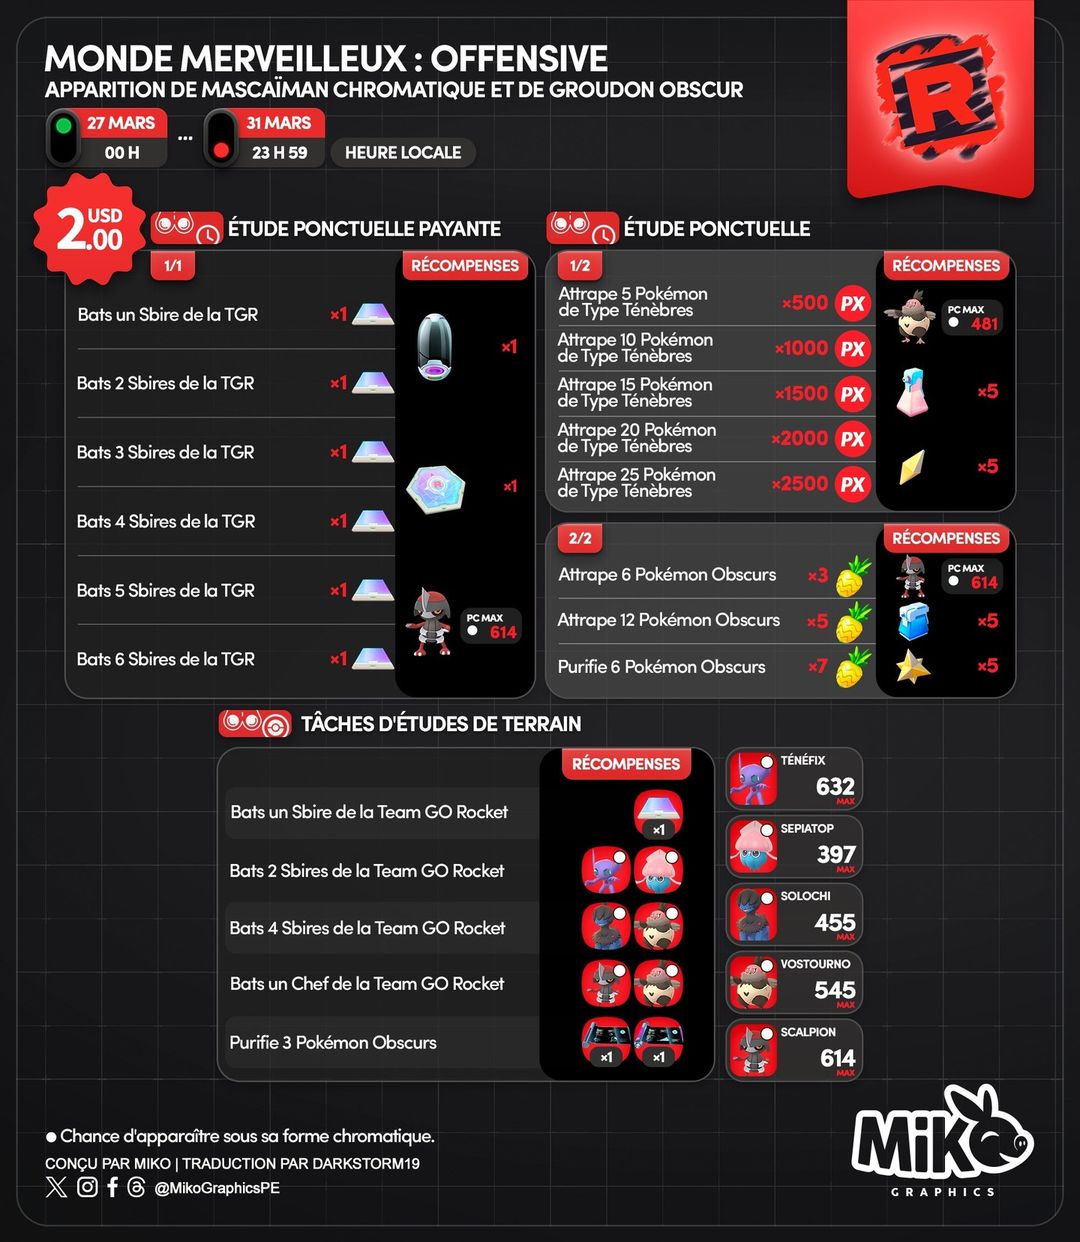 MONDE MERVEILLEUX : OFFENSIVE
APPARITION DE MASCAÏMAN CHROMATIQUE ET DE GROUDON OBSCUR
27 MARS
00 H
...
31 MARS
23 H 59
HEURE LOCALE
R
2.00 USD
ÉTUDE PONCTUELLE PAYANTE
1/1
RÉCOMPENSES
Bats un Sbire de la TGR ×1
Bats 2 Sbires de la TGR ×1
Bats 3 Sbires de la TGR ×1
Bats 4 Sbires de la TGR ×1
Bats 5 Sbires de la TGR ×1
Bats 6 Sbires de la TGR ×1
×1
×1
PC MAX
614
ÉTUDE PONCTUELLE
1/2
RÉCOMPENSES
Attrape 5 Pokémon
de Type Ténèbres
×500 PX
Attrape 10 Pokémon
de Type Ténèbres
×1000 PX
Attrape 15 Pokémon
de Type Ténèbres
×1500 PX
Attrape 20 Pokémon
de Type Ténèbres
×2000 PX
Attrape 25 Pokémon
de Type Ténèbres
×2500 PX
PC MAX
481
×5
×5
2/2
RÉCOMPENSES
Attrape 6 Pokémon Obscurs ×3
Attrape 12 Pokémon Obscurs ×5
Purifie 6 Pokémon Obscurs ×7
PC MAX
614
×5
×5
TÂCHES D'ÉTUDES DE TERRAIN
RÉCOMPENSES
Bats un Sbire de la Team GO Rocket
×1
Bats 2 Sbires de la Team GO Rocket
Bats 4 Sbires de la Team GO Rocket
Bats un Chef de la Team GO Rocket
Purifie 3 Pokémon Obscurs
×1 ×1
TÉNÉFIX
632
MAX
SEPIATOP
397
MAX
SOLOCHI
455
MAX
VOSTOURNO
545
MAX
SCALPION
614
MAX
● Chance d'apparaître sous sa forme chromatique.
CONÇU PAR MIKO | TRADUCTION PAR DARKSTORM19
@MikoGraphicsPE
MiKO
GRAPHICS